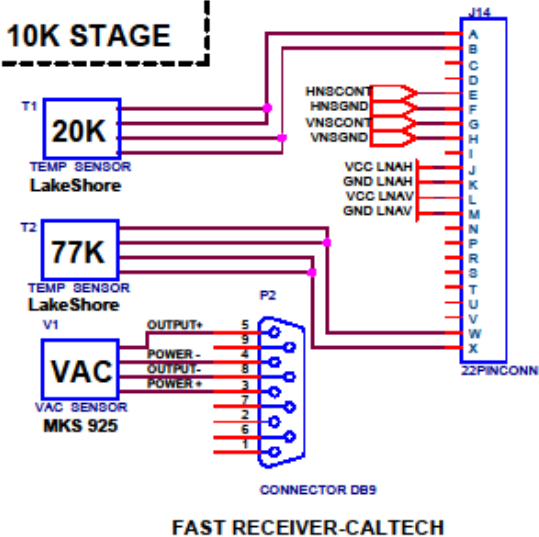 10K STAGE
J14
A
B
C
D
E
F
G
H
I
J
K
L
M
N
P
R
S
T
U
V
W
X
22PINCONN
HNSCONT
HNSGND
VNSCONT
VNSGND
VCC LNAH
GND LNAH
VCC LNAV
GND LNAV
T1
20K
TEMP SENSOR
LakeShore
T2
77K
TEMP SENSOR
LakeShore
V1
VAC
VAC SENSOR
MKS 925
OUTPUT+
POWER -
OUTPUT-
POWER +
P2
5
9
4
8
3
7
2
6
1
CONNECTOR DB9
FAST RECEIVER-CALTECH